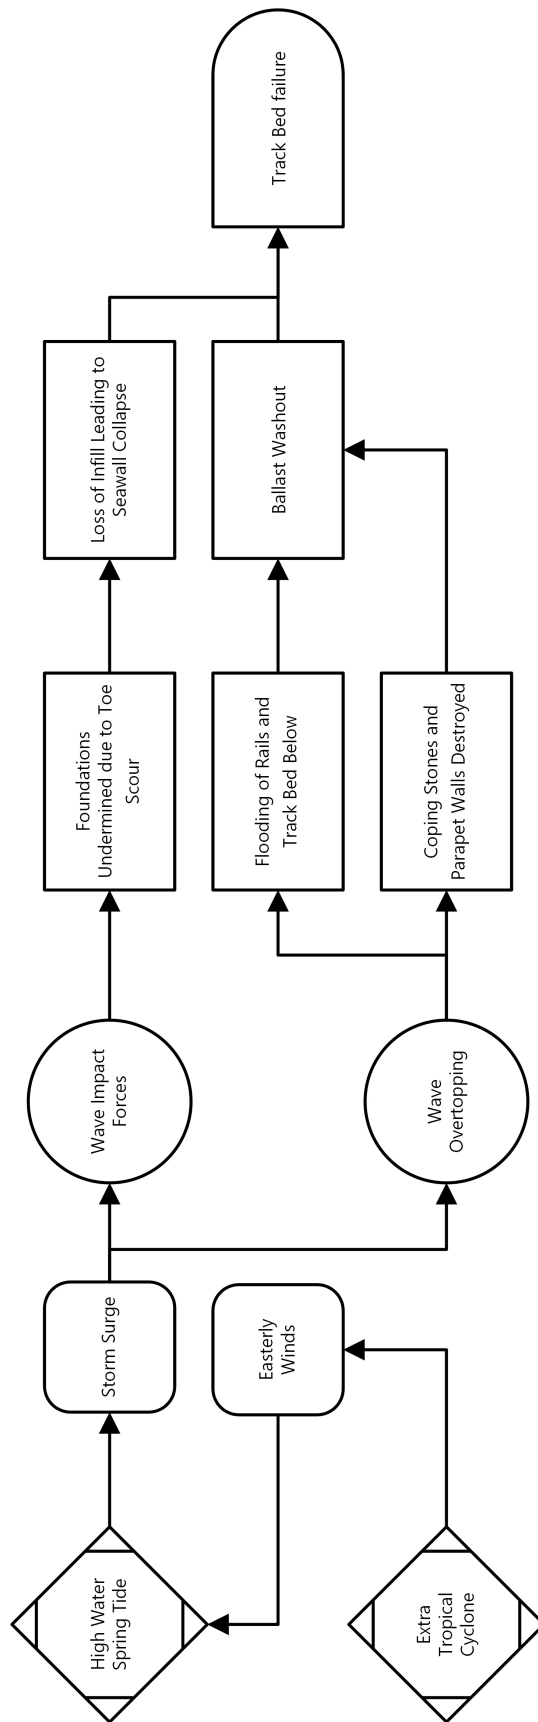 High Water
Spring Tide
Extra
Tropical
Cyclone
Storm Surge
Easterly
Winds
Wave Impact
Forces
Wave
Overtopping
Foundations
Undermined due to Toe
Scour
Flooding of Rails and
Track Bed Below
Coping Stones and
Parapet Walls Destroyed
Loss of Infill Leading to
Seawall Collapse
Ballast Washout
Track Bed failure